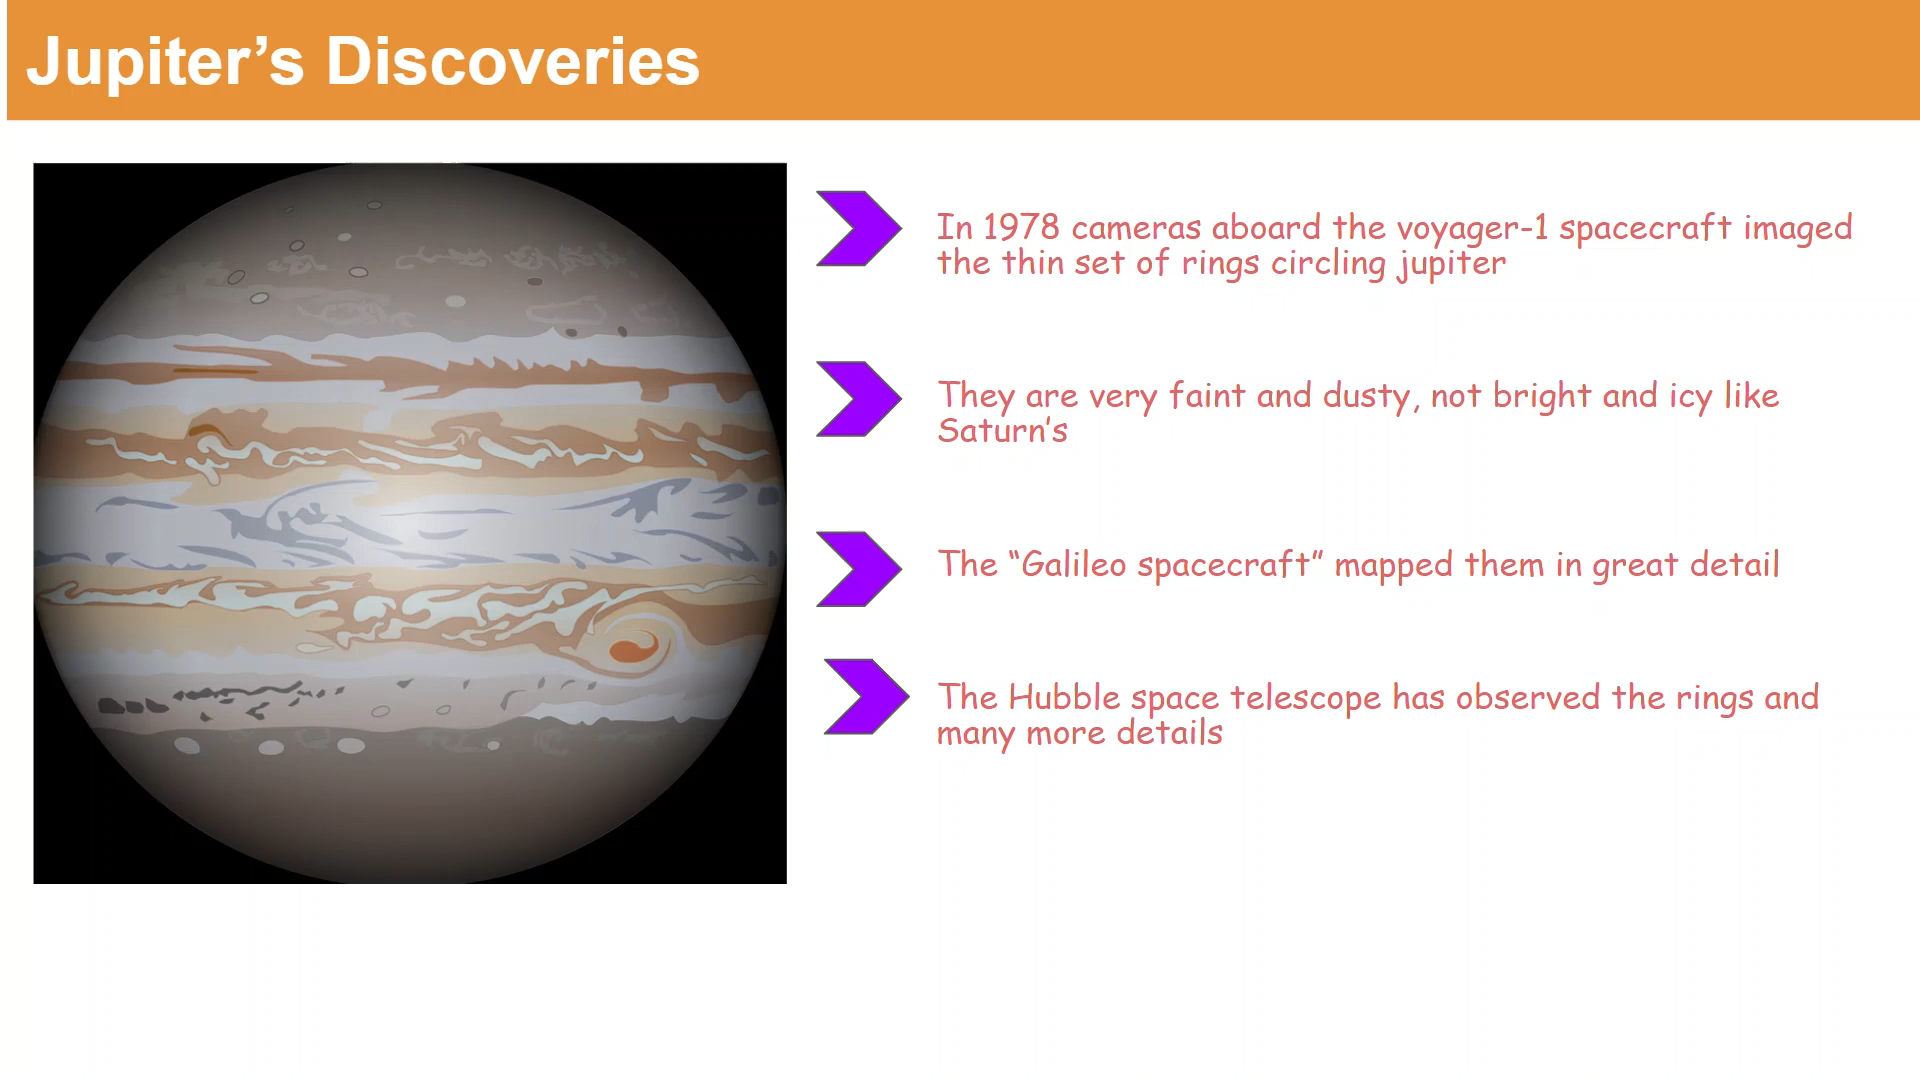 Jupiter’s Discoveries
In 1978 cameras aboard the voyager-1 spacecraft imaged
the thin set of rings circling jupiter
They are very faint and dusty, not bright and icy like
Saturn’s
The “Galileo spacecraft” mapped them in great detail
The Hubble space telescope has observed the rings and
many more details